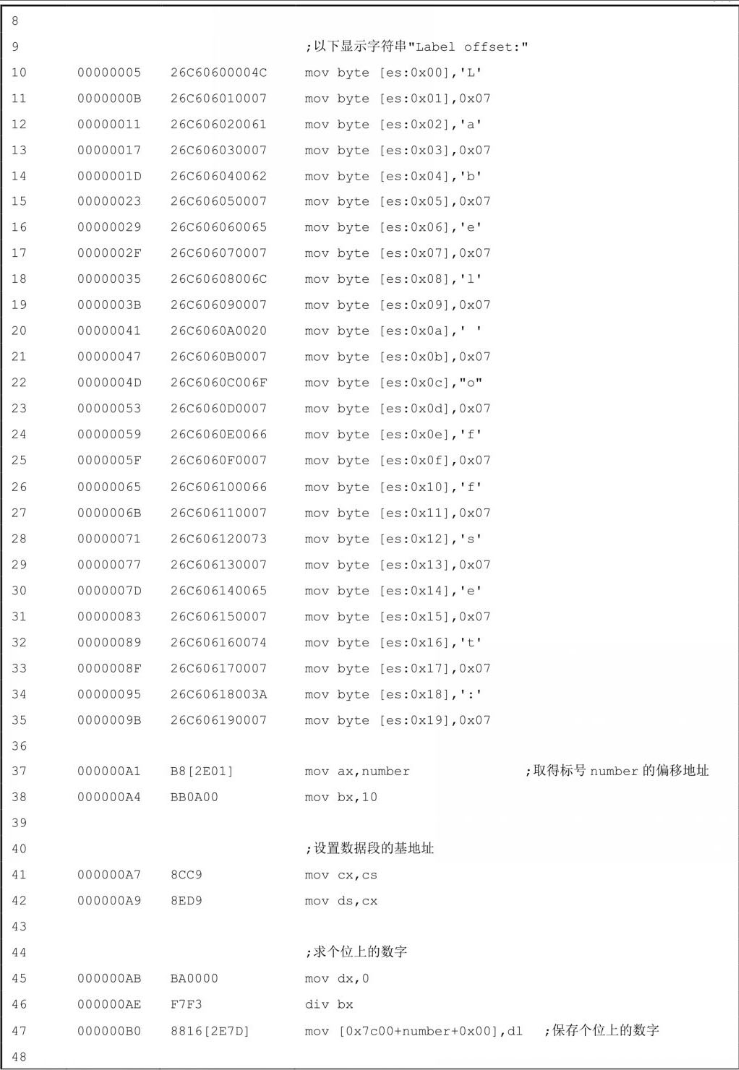 8
9 ;以下显示字符串"Label offset:"
10 00000005 26C60600004C mov byte [es:0x00],'L'
11 0000000B 26C606010007 mov byte [es:0x01],0x07
12 00000011 26C606020061 mov byte [es:0x02],'a'
13 00000017 26C606030007 mov byte [es:0x03],0x07
14 0000001D 26C606040062 mov byte [es:0x04],'b'
15 00000023 26C606050007 mov byte [es:0x05],0x07
16 00000029 26C606060065 mov byte [es:0x06],'e'
17 0000002F 26C606070007 mov byte [es:0x07],0x07
18 00000035 26C60608006C mov byte [es:0x08],'l'
19 0000003B 26C606090007 mov byte [es:0x09],0x07
20 00000041 26C6060A0020 mov byte [es:0x0a],' '
21 00000047 26C6060B0007 mov byte [es:0x0b],0x07
22 0000004D 26C6060C006F mov byte [es:0x0c],"o"
23 00000053 26C6060D0007 mov byte [es:0x0d],0x07
24 00000059 26C6060E0066 mov byte [es:0x0e],'f'
25 0000005F 26C6060F0007 mov byte [es:0x0f],0x07
26 00000065 26C606100066 mov byte [es:0x10],'f'
27 0000006B 26C606110007 mov byte [es:0x11],0x07
28 00000071 26C606120073 mov byte [es:0x12],'s'
29 00000077 26C606130007 mov byte [es:0x13],0x07
30 0000007D 26C606140065 mov byte [es:0x14],'e'
31 00000083 26C606150007 mov byte [es:0x15],0x07
32 00000089 26C606160074 mov byte [es:0x16],'t'
33 0000008F 26C606170007 mov byte [es:0x17],0x07
34 00000095 26C60618003A mov byte [es:0x18],':'
35 0000009B 26C606190007 mov byte [es:0x19],0x07
36
37 000000A1 B8[2E01] mov ax,number ;取得标号 number 的偏移地址
38 000000A4 BB0A00 mov bx,10
39
40 ;设置数据段的基地址
41 000000A7 8CC9 mov cx,cs
42 000000A9 8ED9 mov ds,cx
43
44 ;求个位上的数字
45 000000AB BA0000 mov dx,0
46 000000AE F7F3 div bx
47 000000B0 8816[2E7D] mov [0x7c00+number+0x00],dl ;保存个位上的数字
48